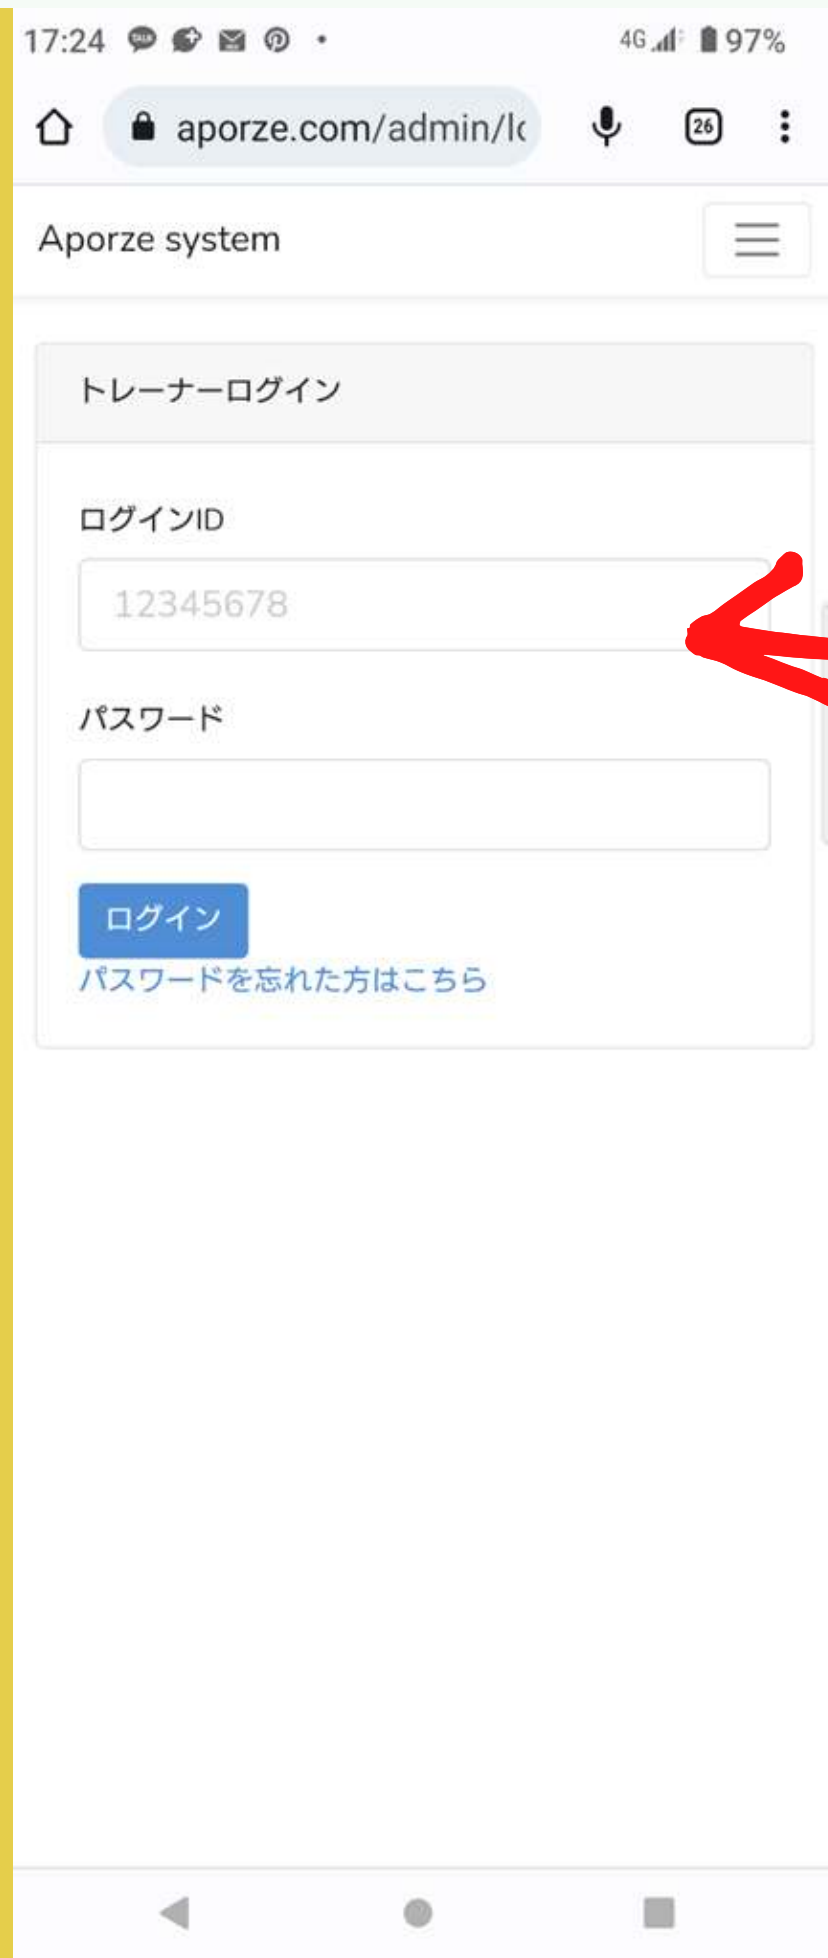 17:24
4G 97%
aporze.com/admin/lo
26
Aporze system
トレーナーログイン
ログインID
12345678
パスワード
ログイン
パスワードを忘れた方はこちら